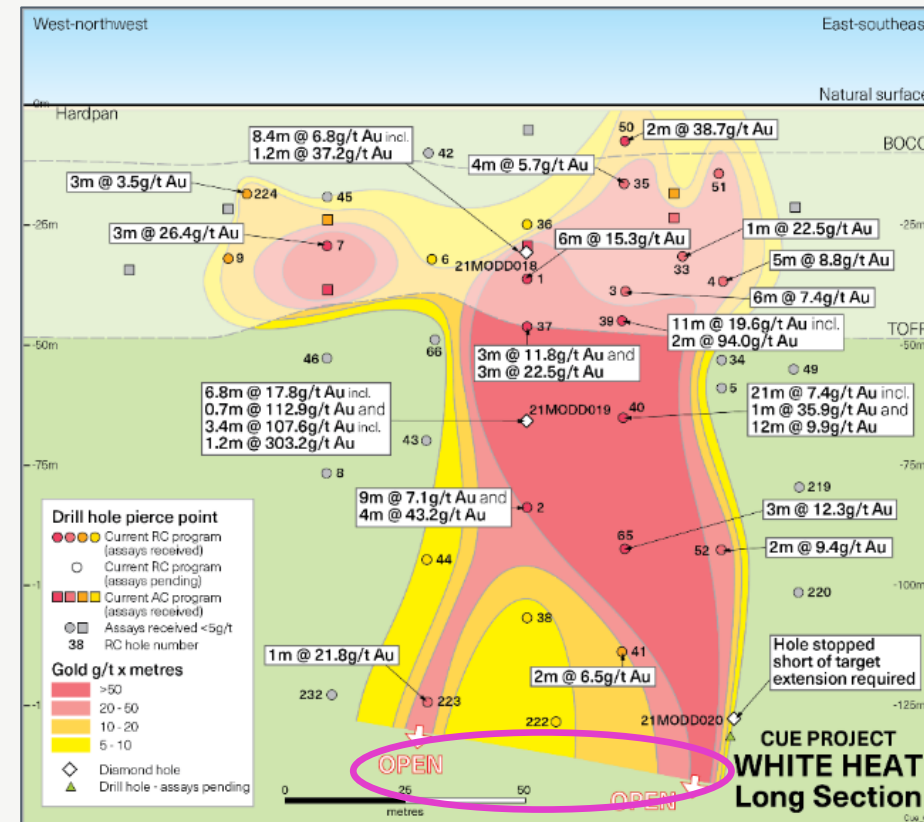 West-northwest
East-southeas
0m
Natural surface
Hardpan
BOCO
8.4m @ 6.8g/t Au incl.
1.2m @ 37.2g/t Au
42
50
2m @ 38.7g/t Au
4m @ 5.7g/t Au
35
51
3m @ 3.5g/t Au
224
45
-25m
-25m
36
3m @ 26.4g/t Au
7
9
6
21MODD018
6m @ 15.3g/t Au
1
1m @ 22.5g/t Au
33
5m @ 8.8g/t Au
4
3
6m @ 7.4g/t Au
37
39
11m @ 19.6g/t Au incl.
2m @ 94.0g/t Au
TOFR
-50m
-50m
46
66
3m @ 11.8g/t Au and
3m @ 22.5g/t Au
34
49
5
6.8m @ 17.8g/t Au incl.
0.7m @ 112.9g/t Au and
3.4m @ 107.6g/t Au incl.
1.2m @ 303.2g/t Au
21MODD019
40
21m @ 7.4g/t Au incl.
1m @ 35.9g/t Au and
12m @ 9.9g/t Au
43
-75m
-75m
8
219
9m @ 7.1g/t Au and
4m @ 43.2g/t Au
2
3m @ 12.3g/t Au
65
52
2m @ 9.4g/t Au
44
-100m
220
38
41
1m @ 21.8g/t Au
2m @ 6.5g/t Au
Hole stopped
short of target
extension required
232
223
222
21MODD020
-125m
OPEN
OPEN
Drill hole pierce point
Current RC program
(assays received)
Current RC program
(assays pending)
Current AC program
(assays received)
Assays received <5g/t
38 RC hole number
Gold g/t x metres
>50
20 - 50
10 - 20
5 - 10
Diamond hole
Drill hole - assays pending
0 25 50
metres
CUE PROJECT
WHITE HEAT
Long Section
Cue